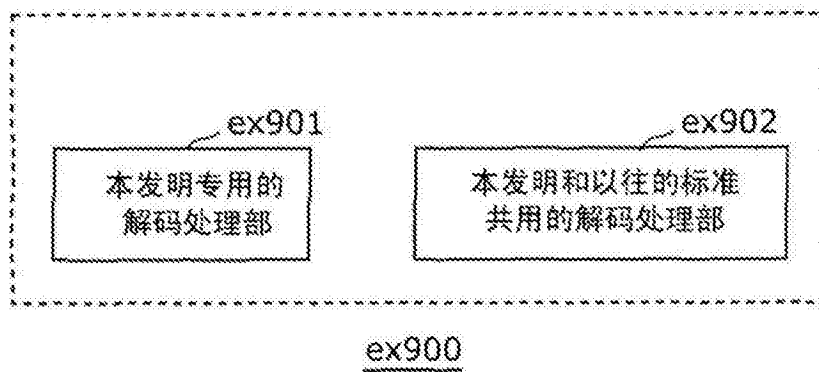 ex901
本发明专用的
解码处理部
ex902
本发明和以往的标准
共用的解码处理部
ex900